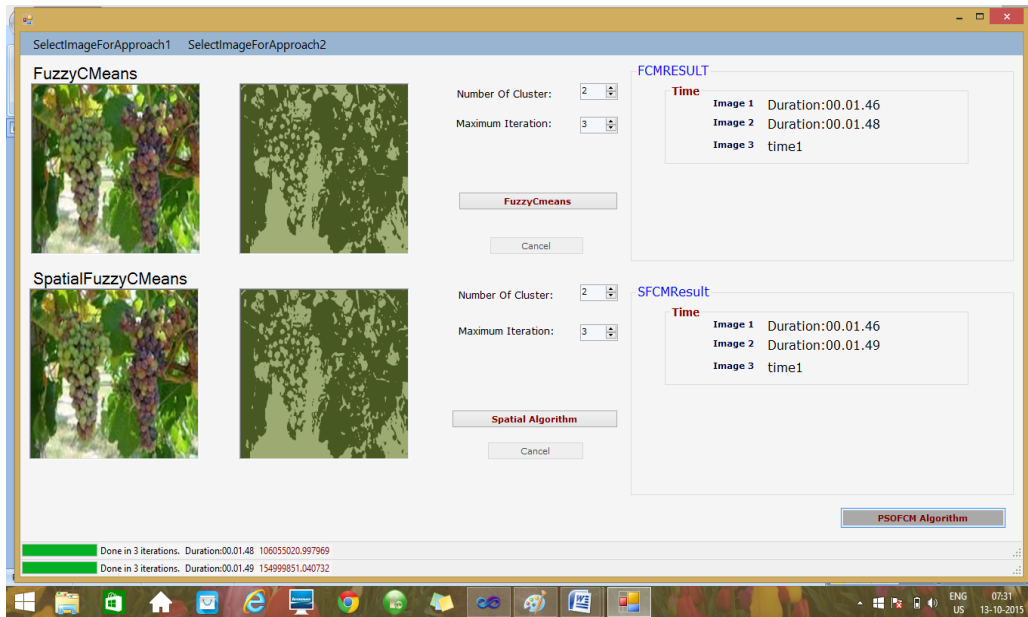 SelectImageForApproach1 SelectImageForApproach2
FuzzyCMeans
Number Of Cluster: 2
Maximum Iteration: 3
FuzzyCmeans
Cancel
FCMRESULT
Time
Image 1 Duration:00.01.46
Image 2 Duration:00.01.48
Image 3 time1
SpatialFuzzyCMeans
Number Of Cluster: 2
Maximum Iteration: 3
Spatial Algorithm
Cancel
SFCMResult
Time
Image 1 Duration:00.01.46
Image 2 Duration:00.01.49
Image 3 time1
PSOFCM Algorithm
Done in 3 iterations. Duration:00.01.48 106055020.997969
Done in 3 iterations. Duration:00.01.49 154999851.040732
ENG 07:31
US 13-10-2015